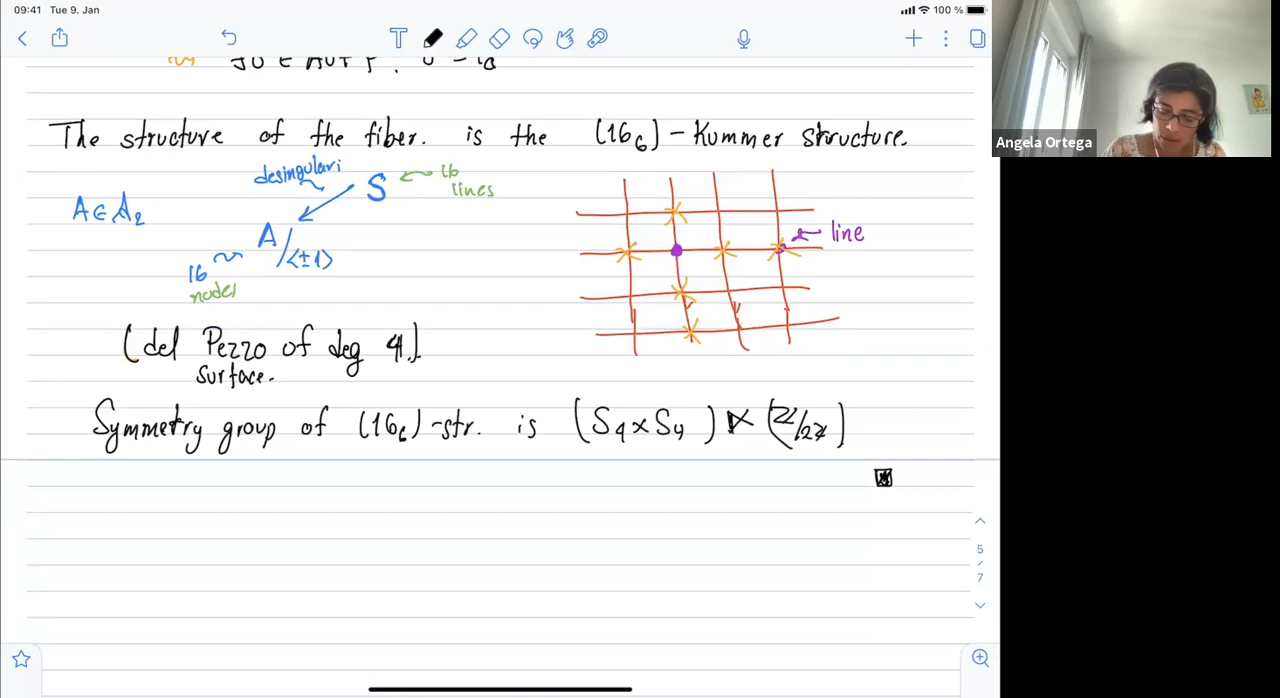 09:41 Tue 9. Jan
100 %
The structure of the fiber. is the (16₆) - Kummer structure.
desingulari
S ← 16 lines
A ∈ A₂
A/⟨±1⟩
16 nodes
← line
(del Pezzo of deg 4).
surface.
Symmetry group of (16₆)-str. is (S₄ × S₄) ⋊ (ℤ/2ℤ)
5
/
7
Angela Ortega